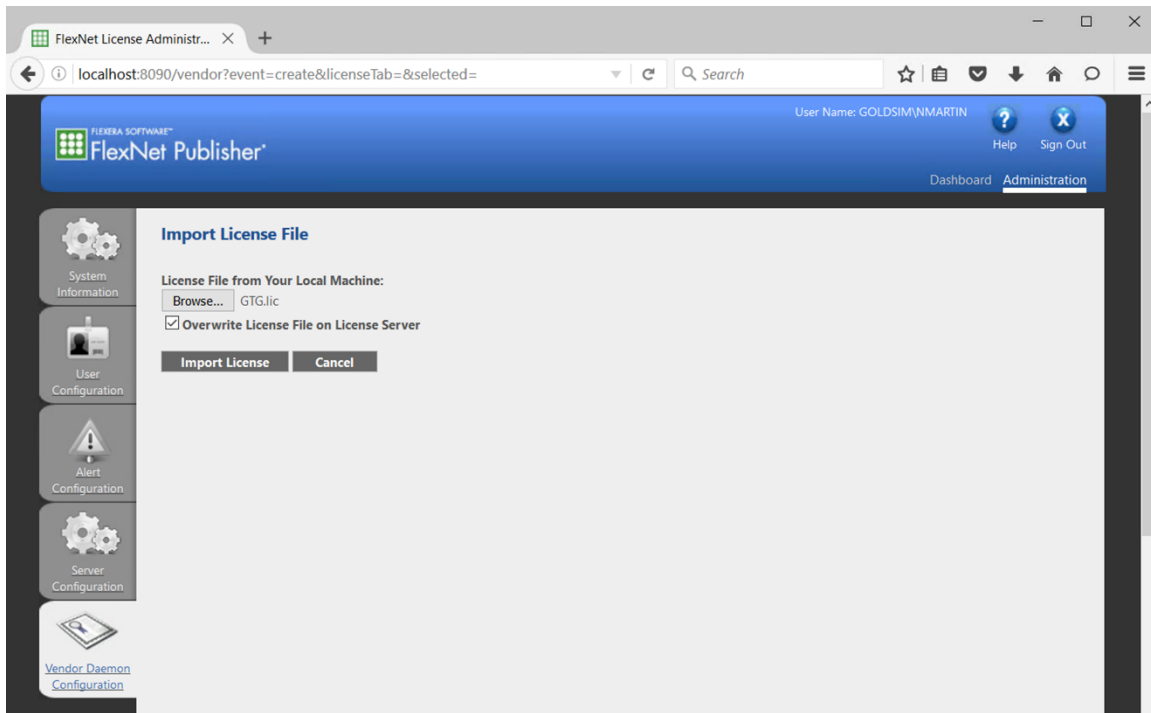 FlexNet License Administr...
localhost:8090/vendor?event=create&licenseTab=&selected=
Search
User Name: GOLDSIM\NMARTIN
FLEXERA SOFTWARE™
FlexNet Publisher®
Help
Sign Out
Dashboard
Administration
System
Information
User
Configuration
Alert
Configuration
Server
Configuration
Vendor Daemon
Configuration
Import License File
License File from Your Local Machine:
Browse... GTG.lic
Overwrite License File on License Server
Import License
Cancel